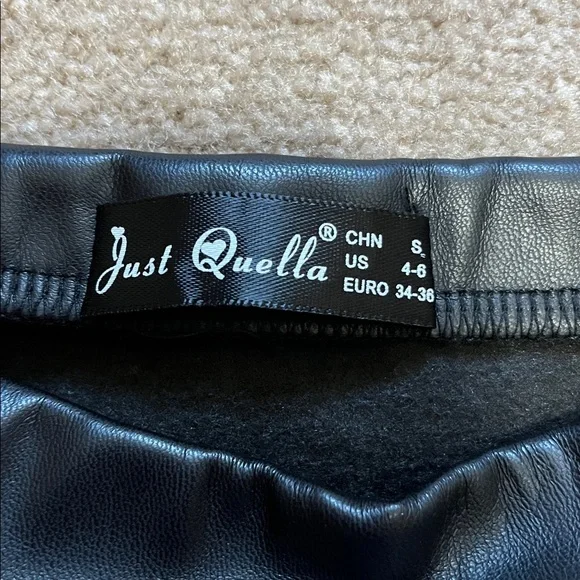 Just Quella®
CHN S
US 4-6
EURO 34-36